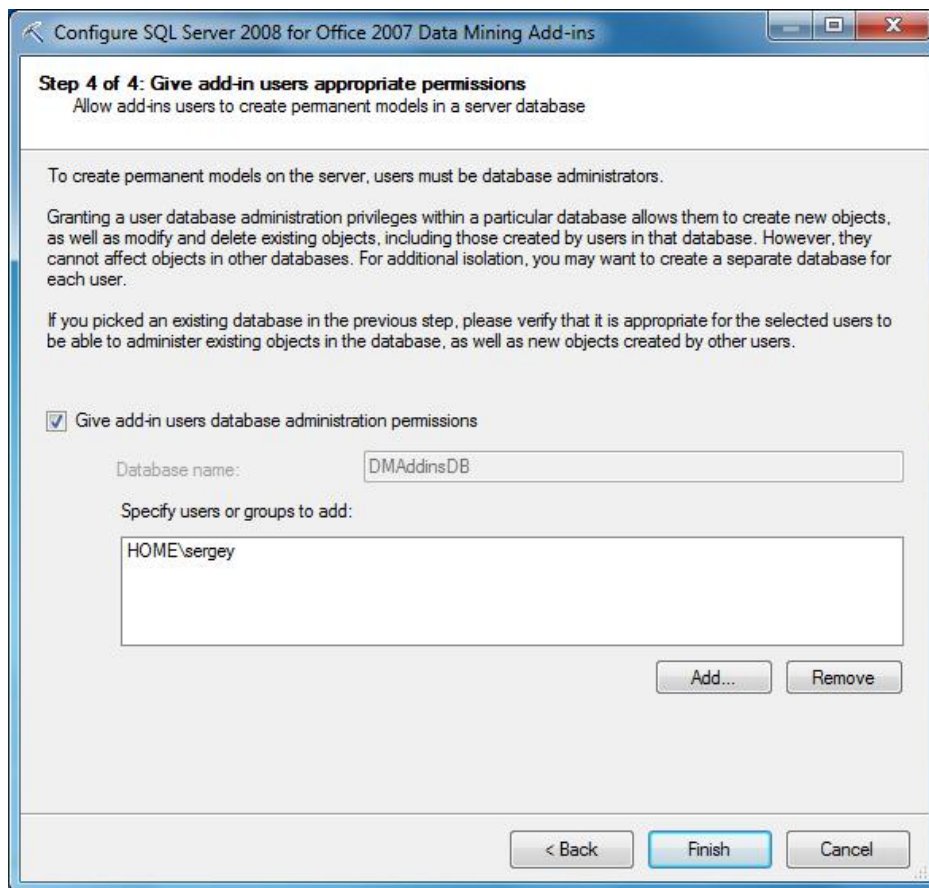 Configure SQL Server 2008 for Office 2007 Data Mining Add-ins
Step 4 of 4: Give add-in users appropriate permissions
Allow add-ins users to create permanent models in a server database
To create permanent models on the server, users must be database administrators.
Granting a user database administration privileges within a particular database allows them to create new objects,
as well as modify and delete existing objects, including those created by users in that database. However, they
cannot affect objects in other databases. For additional isolation, you may want to create a separate database for
each user.
If you picked an existing database in the previous step, please verify that it is appropriate for the selected users to
be able to administer existing objects in the database, as well as new objects created by other users.
Give add-in users database administration permissions
Database name: DMAddinsDB
Specify users or groups to add:
HOME\sergey
Add... Remove
< Back Finish Cancel